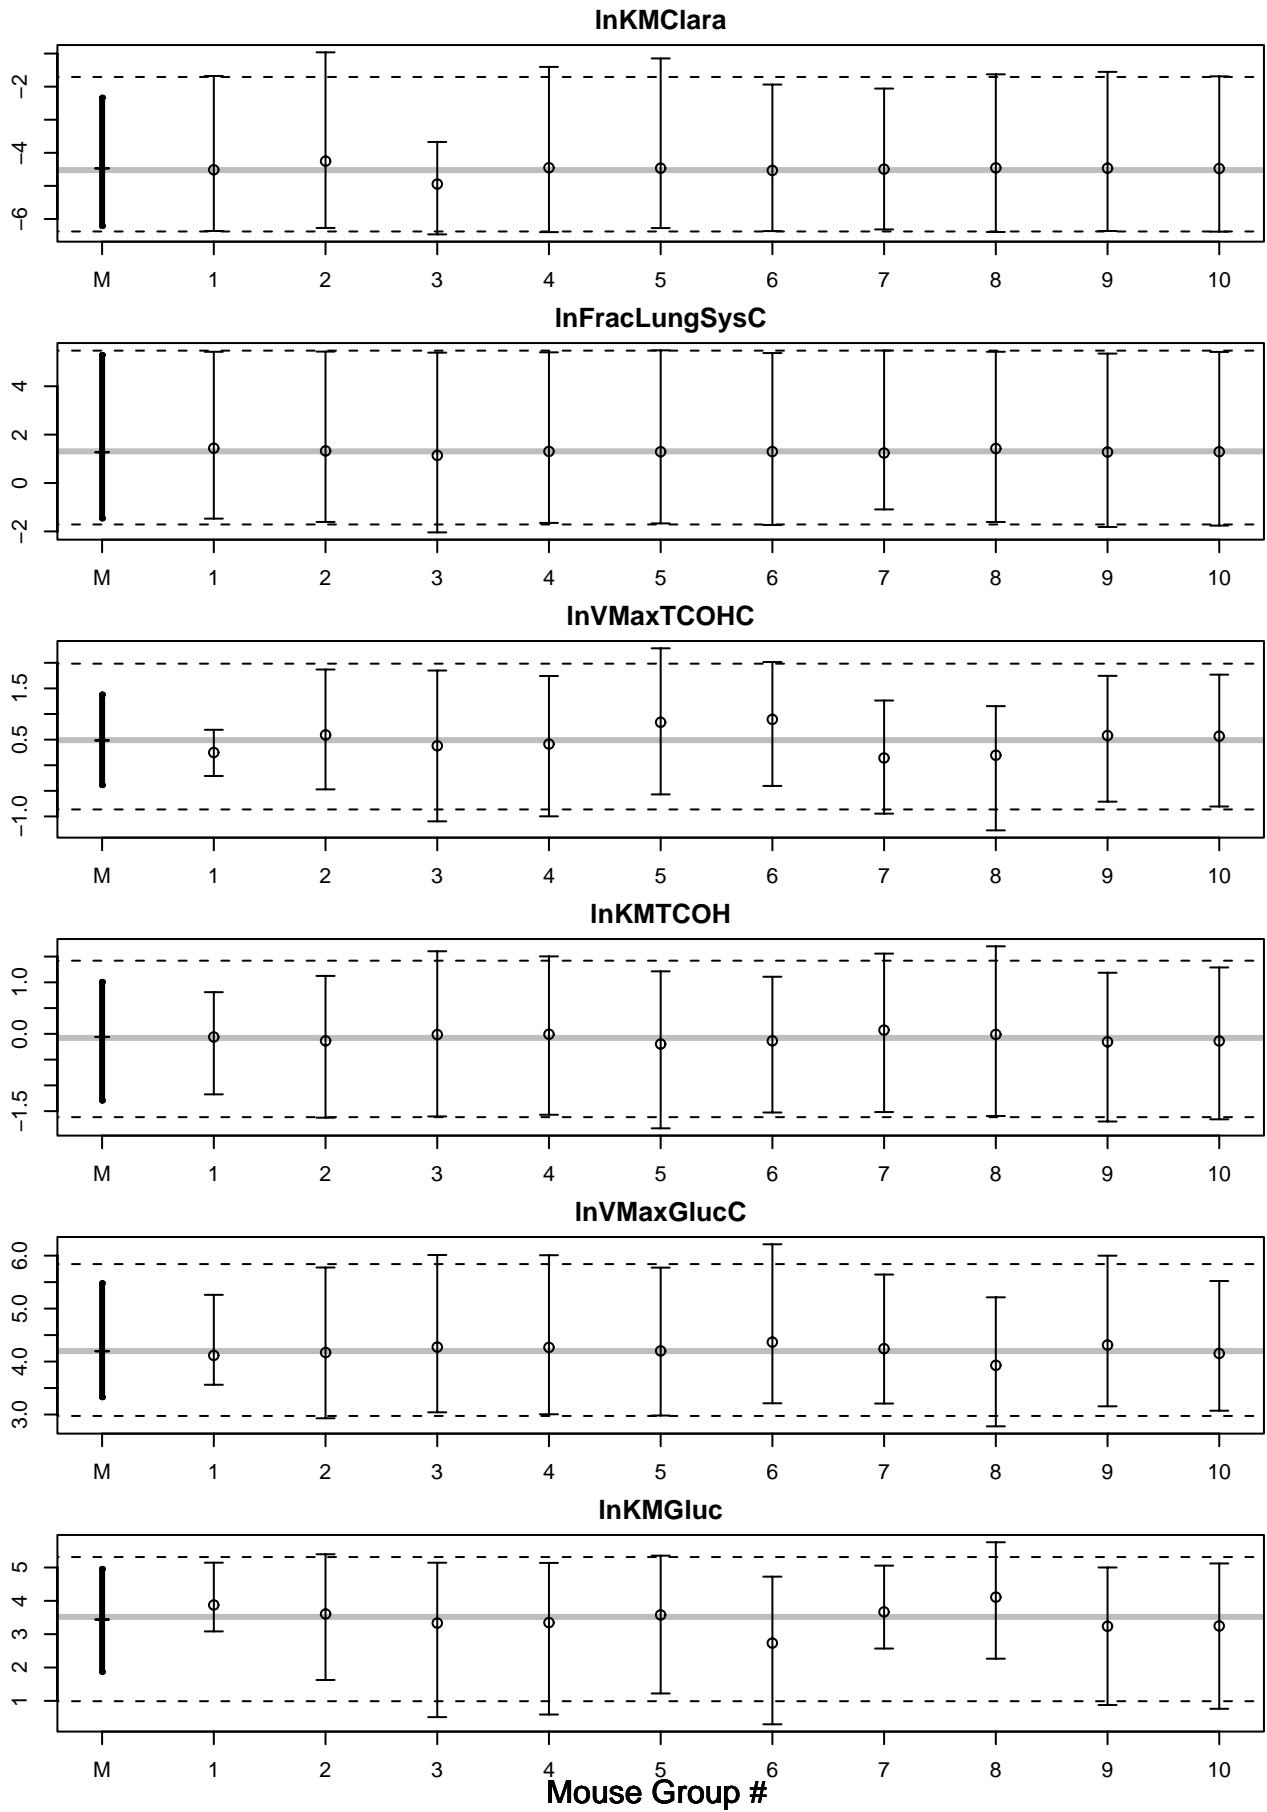 lnKMClara
−2
−4
−6
M 1 2 3 4 5 6 7 8 9 10
lnFracLungSysC
4
2
0
−2
M 1 2 3 4 5 6 7 8 9 10
lnVMaxTCOHC
1.5
0.5
−1.0
M 1 2 3 4 5 6 7 8 9 10
lnKMTCOH
1.0
0.0
−1.5
M 1 2 3 4 5 6 7 8 9 10
lnVMaxGlucC
6.0
5.0
4.0
3.0
M 1 2 3 4 5 6 7 8 9 10
lnKMGluc
5
4
3
2
1
M 1 2 3 4 5 6 7 8 9 10
Mouse Group #